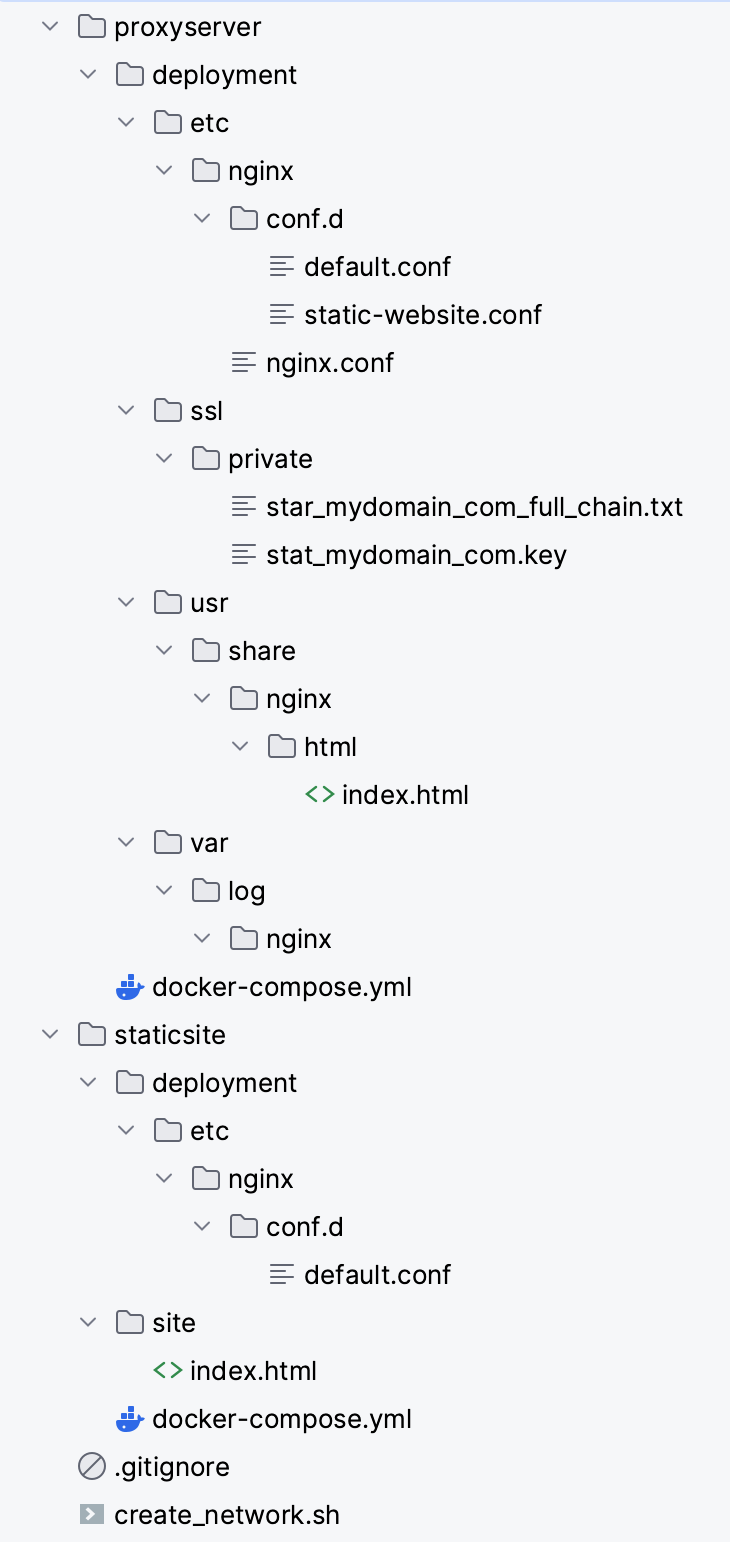 proxyserver
deployment
etc
nginx
conf.d
default.conf
static-website.conf
nginx.conf
ssl
private
star_mydomain_com_full_chain.txt
stat_mydomain_com.key
usr
share
nginx
html
index.html
var
log
nginx
docker-compose.yml
staticsite
deployment
etc
nginx
conf.d
default.conf
site
index.html
docker-compose.yml
.gitignore
create_network.sh